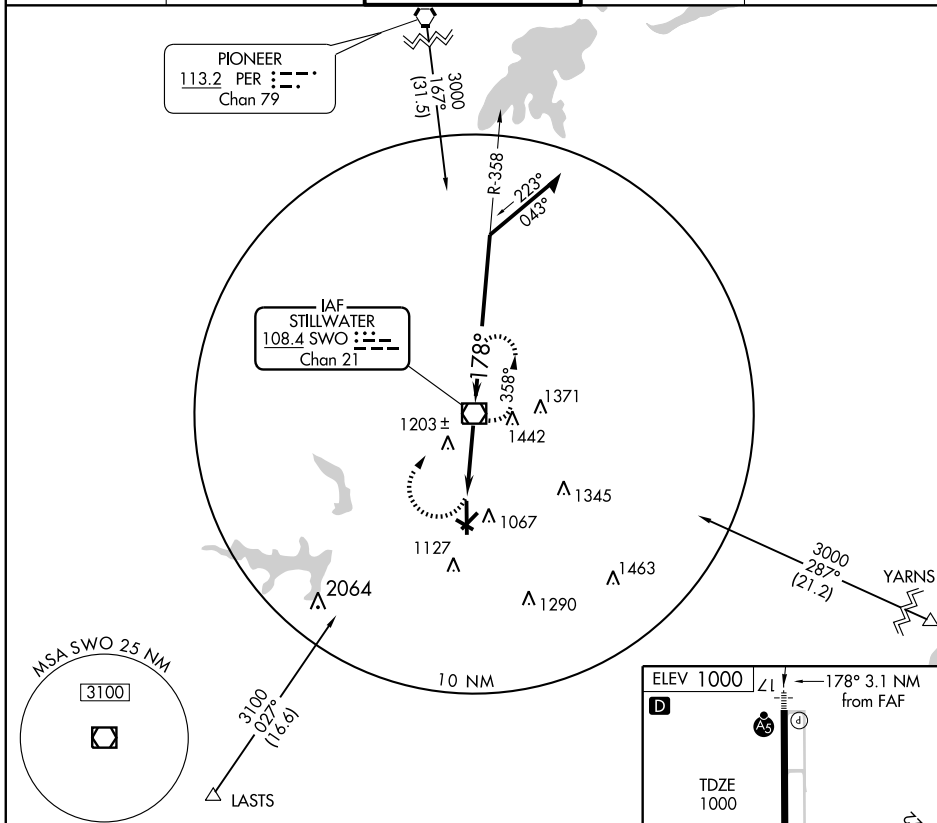 PIONEER
113.2 PER
Chan 79
3000
167°
(31.5)
R-358
223°
043°
IAF
STILLWATER
108.4 SWO
Chan 21
178°
358°
1371
1203 ±
1442
1345
1067
1127
1463
1290
2064
3000
287°
(21.2)
YARNS
10 NM
MSA SWO 25 NM
3100
3100
027°
(16.6)
LASTS
ELEV 1000
17
178° 3.1 NM
from FAF
D
A5
P
TDZE
1000